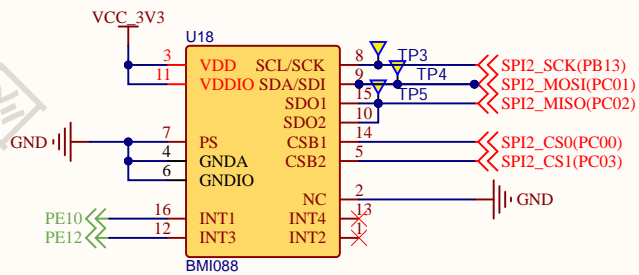 VCC_3V3
U18
3 VDD SCL/SCK 8 TP3 SPI2_SCK(PB13)
11 VDDIO SDA/SDI 9 TP4 SPI2_MOSI(PC01)
SDO1 15 TP5 SPI2_MISO(PC02)
SDO2 10
GND 7 PS CSB1 14 SPI2_CS0(PC00)
4 GNDA CSB2 5 SPI2_CS1(PC03)
6 GNDIO
NC 2 GND
PE10 16 INT1 INT4 13
PE12 12 INT3 INT2 1
BMI088